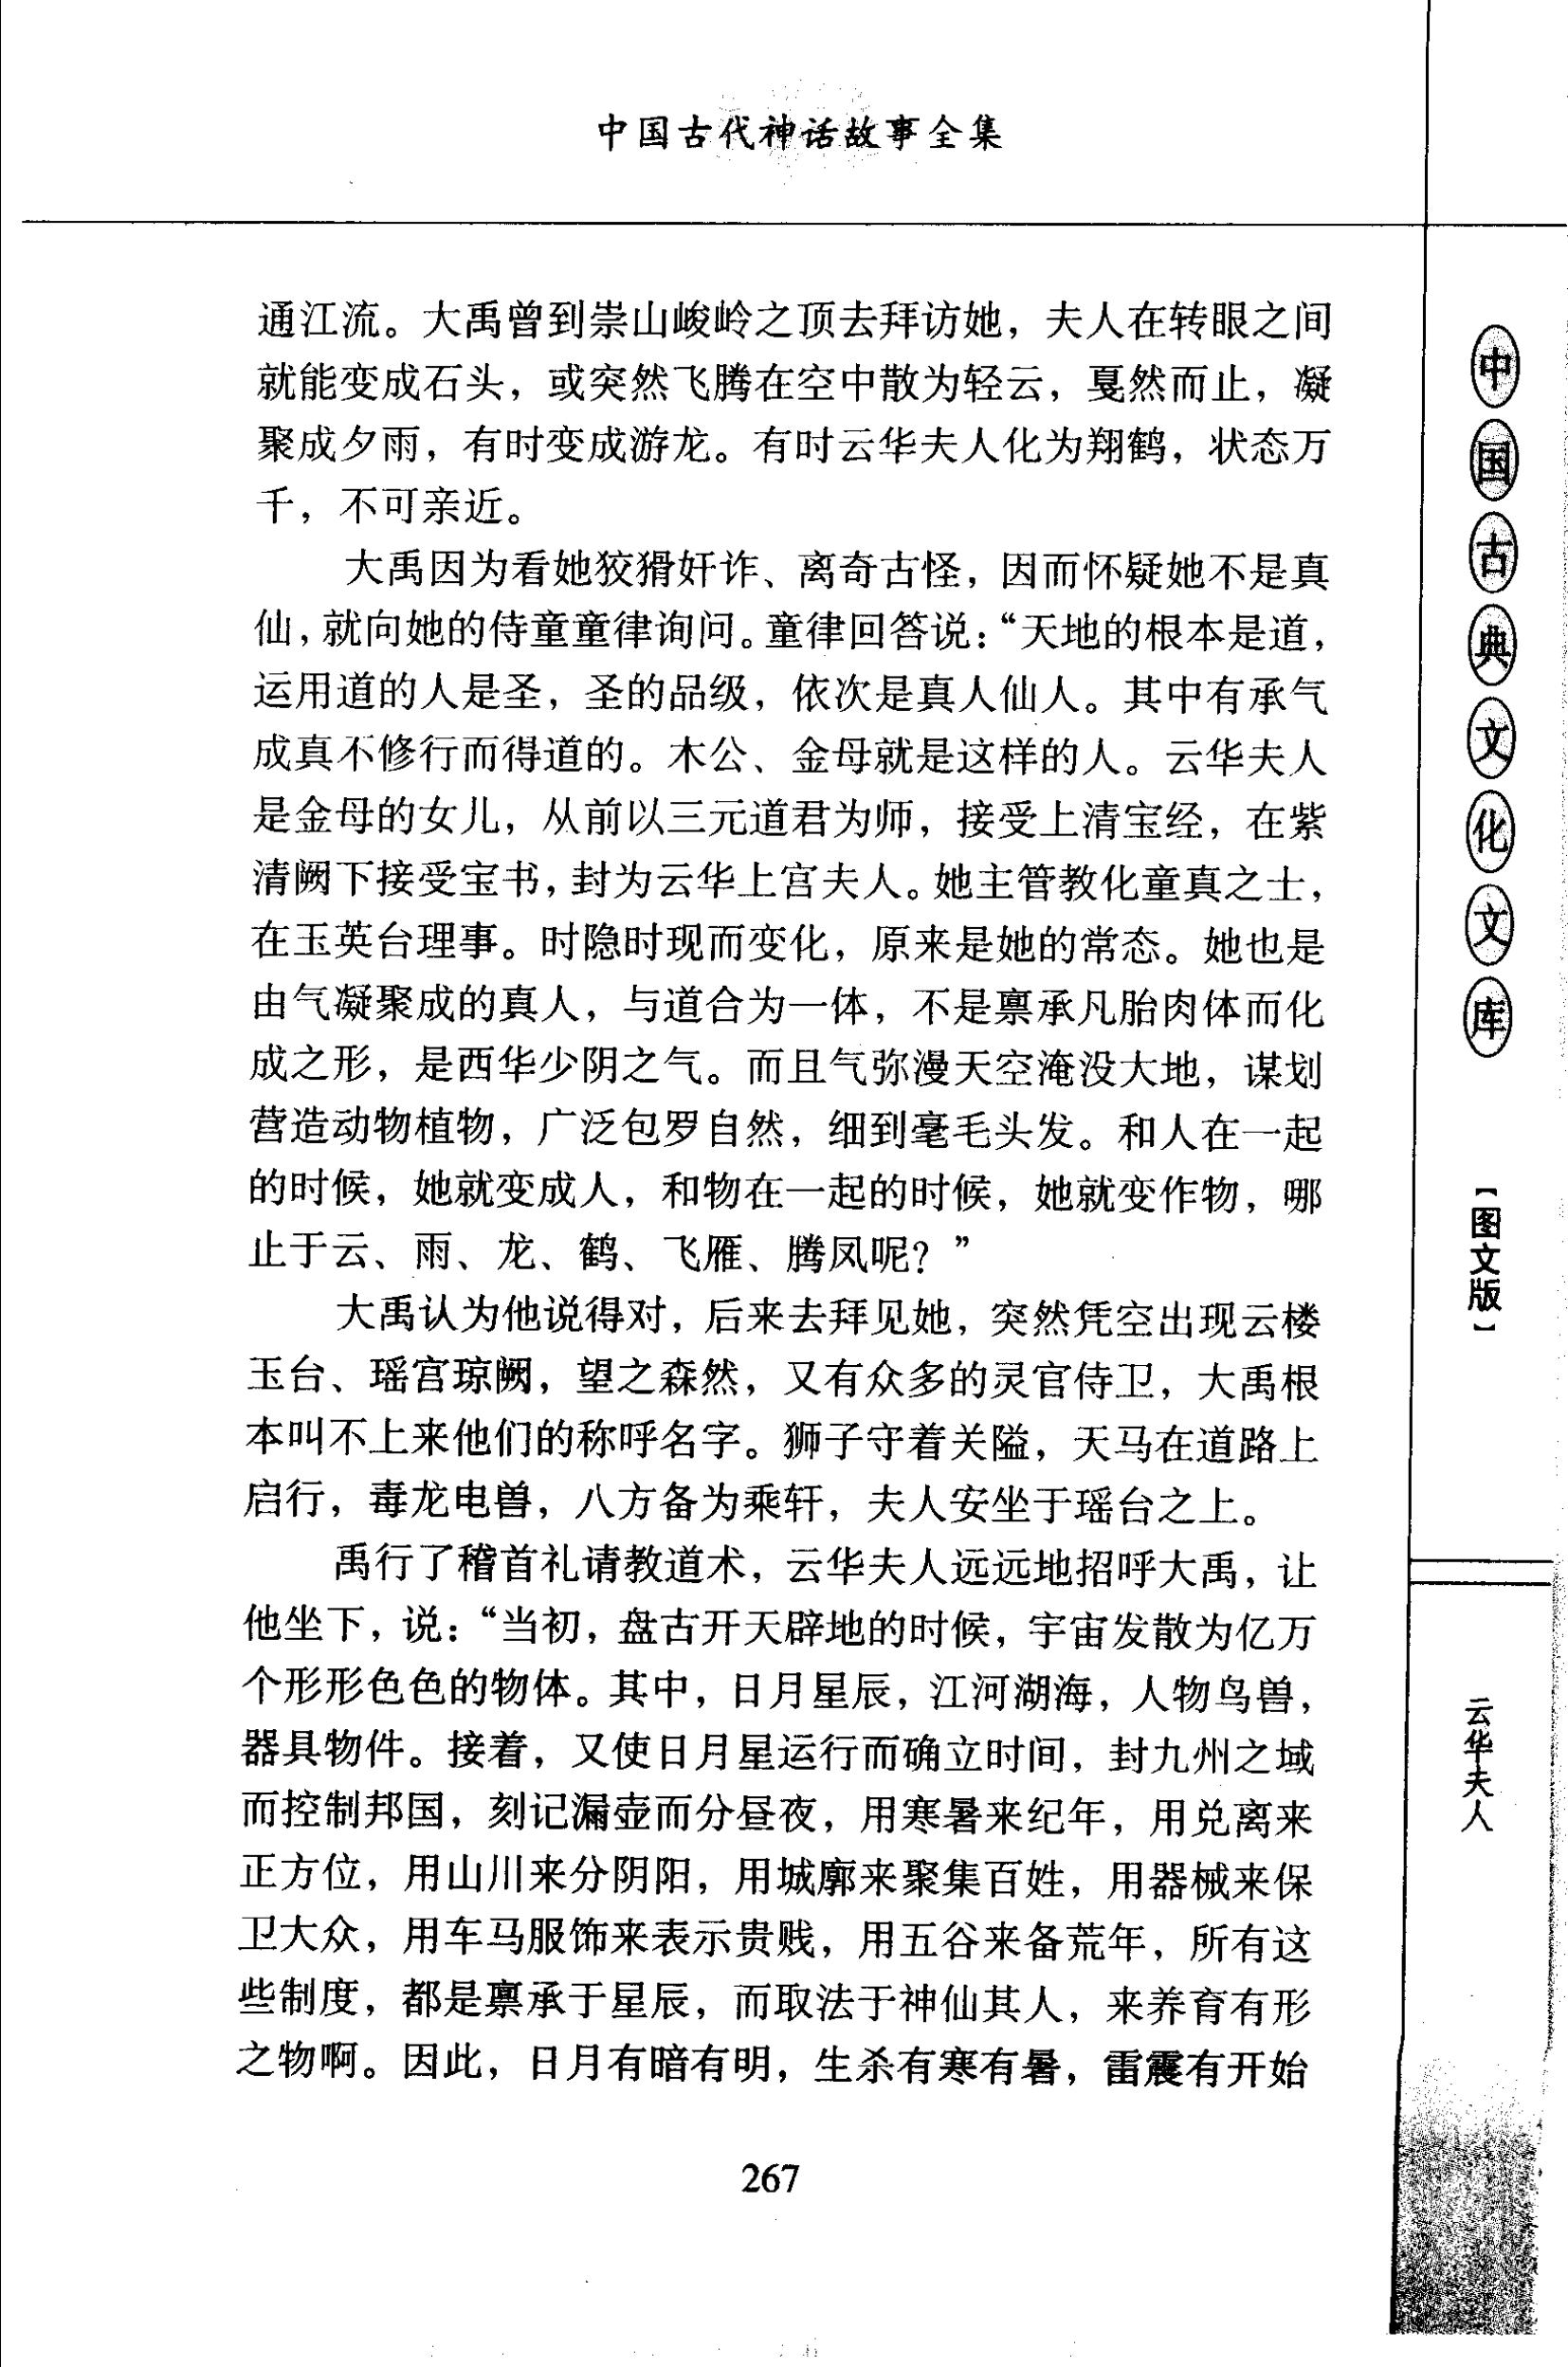 中国古代神话故事全集
通江流。大禹曾到崇山峻岭之顶去拜访她，夫人在转眼之间
就能变成石头，或突然飞腾在空中散为轻云，戛然而止，凝
聚成夕雨，有时变成游龙。有时云华夫人化为翔鹤，状态万
千，不可亲近。
大禹因为看她狡猾奸诈、离奇古怪，因而怀疑她不是真
仙，就向她的侍童童律询问。童律回答说：“天地的根本是道，
运用道的人是圣，圣的品级，依次是真人仙人。其中有承气
成真不修行而得道的。木公、金母就是这样的人。云华夫人
是金母的女儿，从前以三元道君为师，接受上清宝经，在紫
清阙下接受宝书，封为云华上宫夫人。她主管教化童真之士，
在玉英台理事。时隐时现而变化，原来是她的常态。她也是
由气凝聚成的真人，与道合为一体，不是禀承凡胎肉体而化
成之形，是西华少阴之气。而且气弥漫天空淹没大地，谋划
营造动物植物，广泛包罗自然，细到毫毛头发。和人在一起
的时候，她就变成人，和物在一起的时候，她就变作物，哪
止于云、雨、龙、鹤、飞雁、腾凤呢？”
大禹认为他说得对，后来去拜见她，突然凭空出现云楼
玉台、瑶宫琼阙，望之森然，又有众多的灵官侍卫，大禹根
本叫不上来他们的称呼名字。狮子守着关隘，天马在道路上
启行，毒龙电兽，八方备为乘轩，夫人安坐于瑶台之上。
禹行了稽首礼请教道术，云华夫人远远地招呼大禹，让
他坐下，说：“当初，盘古开天辟地的时候，宇宙发散为亿万
个形形色色的物体。其中，日月星辰，江河湖海，人物鸟兽，
器具物件。接着，又使日月星运行而确立时间，封九州之域
而控制邦国，刻记漏壶而分昼夜，用寒暑来纪年，用兑离来
正方位，用山川来分阴阳，用城廓来聚集百姓，用器械来保
卫大众，用车马服饰来表示贵贱，用五谷来备荒年，所有这
些制度，都是禀承于星辰，而取法于神仙其人，来养育有形
之物啊。因此，日月有暗有明，生杀有寒有暑，雷震有开始
267
中国古典文化文库
【图文版】
云华夫人